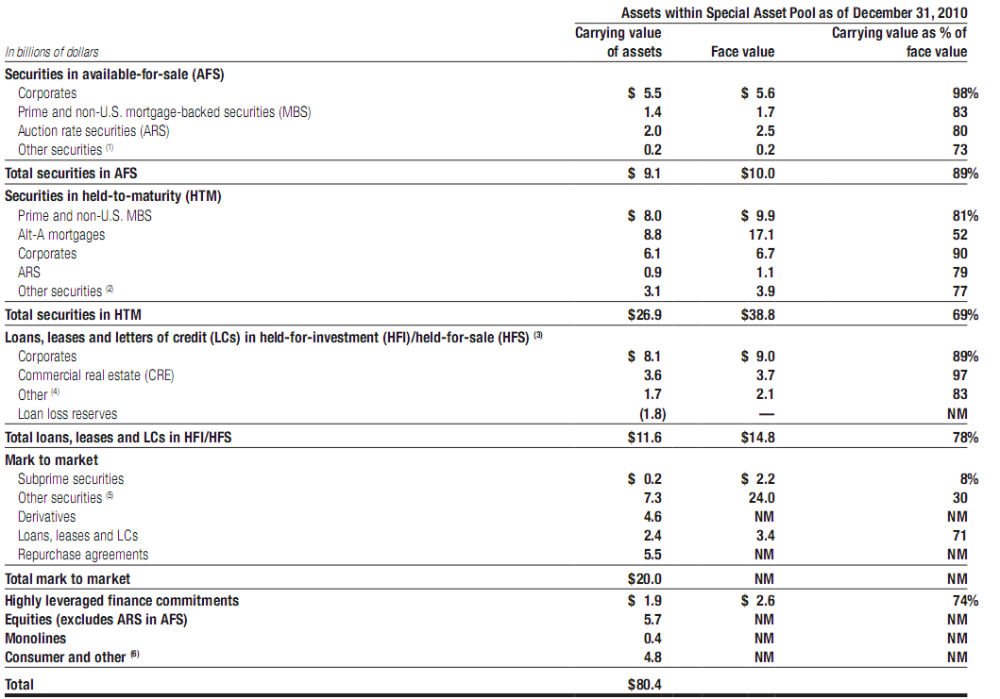 Assets within Special Asset Pool as of December 31, 2010
In billions of dollars Carrying value of assets Face value Carrying value as % of face value
Securities in available-for-sale (AFS)
Corporates $ 5.5 $ 5.6 98%
Prime and non-U.S. mortgage-backed securities (MBS) 1.4 1.7 83
Auction rate securities (ARS) 2.0 2.5 80
Other securities (1) 0.2 0.2 73
Total securities in AFS $ 9.1 $10.0 89%
Securities in held-to-maturity (HTM)
Prime and non-U.S. MBS $ 8.0 $ 9.9 81%
Alt-A mortgages 8.8 17.1 52
Corporates 6.1 6.7 90
ARS 0.9 1.1 79
Other securities (2) 3.1 3.9 77
Total securities in HTM $26.9 $38.8 69%
Loans, leases and letters of credit (LCs) in held-for-investment (HFI)/held-for-sale (HFS) (3)
Corporates $ 8.1 $ 9.0 89%
Commercial real estate (CRE) 3.6 3.7 97
Other (4) 1.7 2.1 83
Loan loss reserves (1.8) — NM
Total loans, leases and LCs in HFI/HFS $11.6 $14.8 78%
Mark to market
Subprime securities $ 0.2 $ 2.2 8%
Other securities (5) 7.3 24.0 30
Derivatives 4.6 NM NM
Loans, leases and LCs 2.4 3.4 71
Repurchase agreements 5.5 NM NM
Total mark to market $20.0 NM NM
Highly leveraged finance commitments $ 1.9 $ 2.6 74%
Equities (excludes ARS in AFS) 5.7 NM NM
Monolines 0.4 NM NM
Consumer and other (6) 4.8 NM NM
Total $80.4